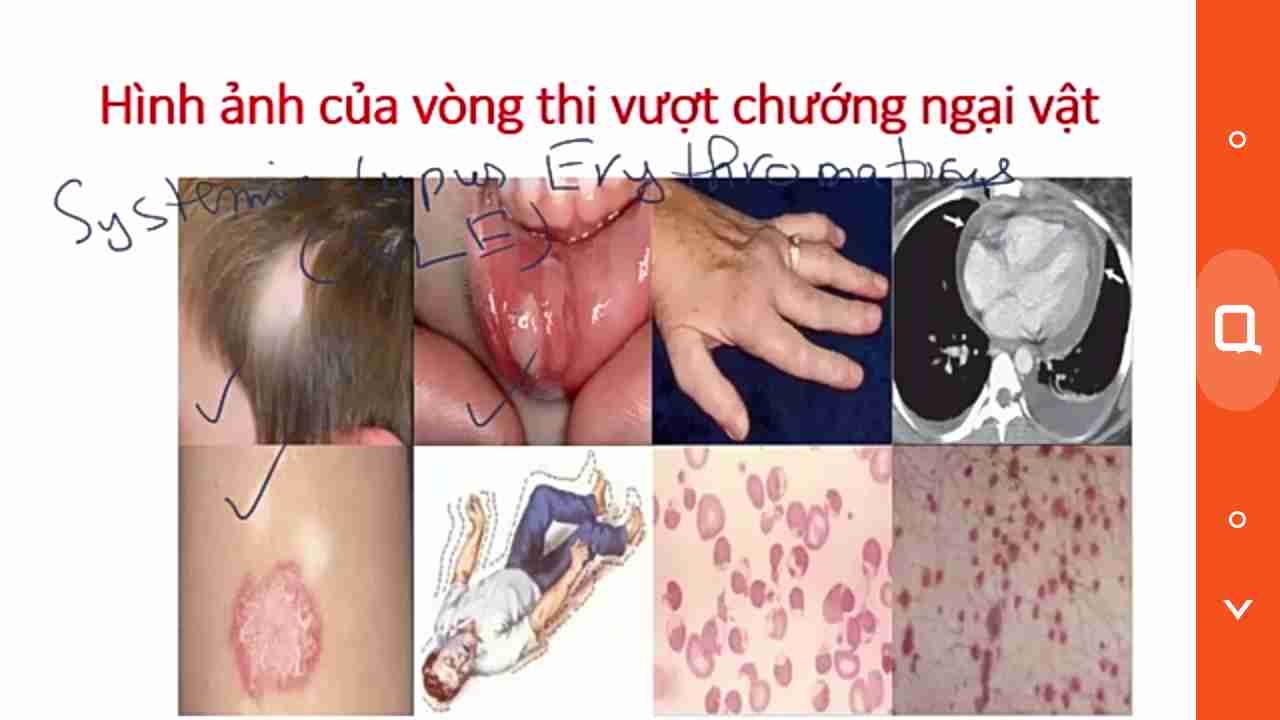 Hình ảnh của vòng thi vượt chướng ngại vật
Systemic Lupus Erythromatosus
(SLE)